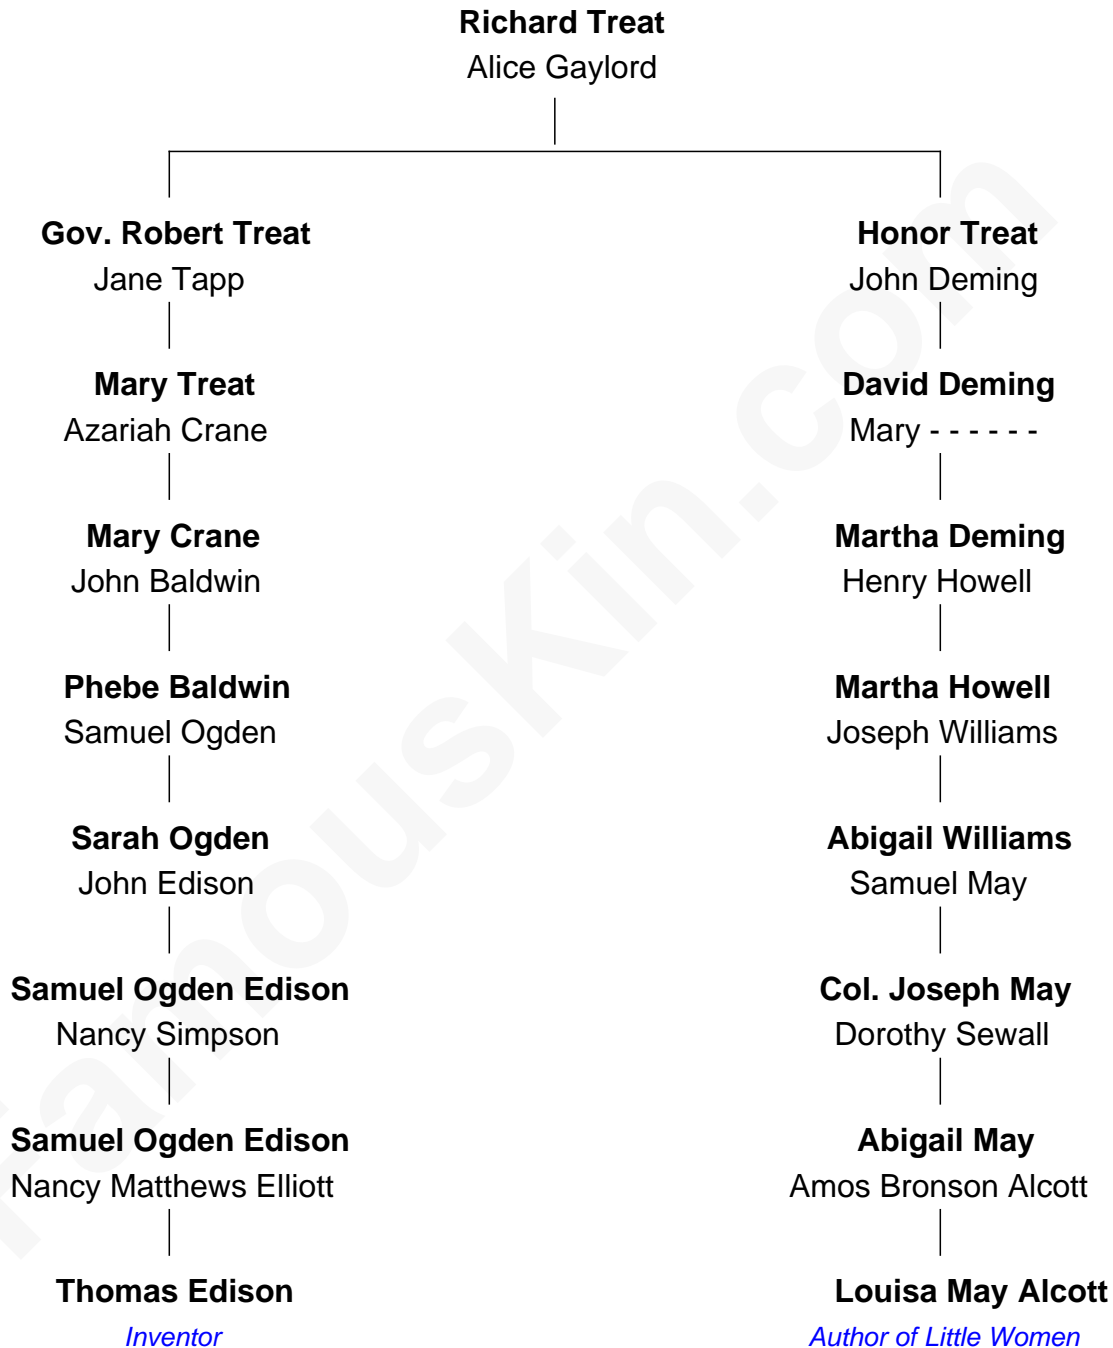 Richard Treat
Alice Gaylord
Gov. Robert Treat
Jane Tapp
Mary Treat
Azariah Crane
Mary Crane
John Baldwin
Phebe Baldwin
Samuel Ogden
Sarah Ogden
John Edison
Samuel Ogden Edison
Nancy Simpson
Samuel Ogden Edison
Nancy Matthews Elliott
Thomas Edison
Inventor
Honor Treat
John Deming
David Deming
Mary - - - - - -
Martha Deming
Henry Howell
Martha Howell
Joseph Williams
Abigail Williams
Samuel May
Col. Joseph May
Dorothy Sewall
Abigail May
Amos Bronson Alcott
Louisa May Alcott
Author of Little Women
famouskin.com